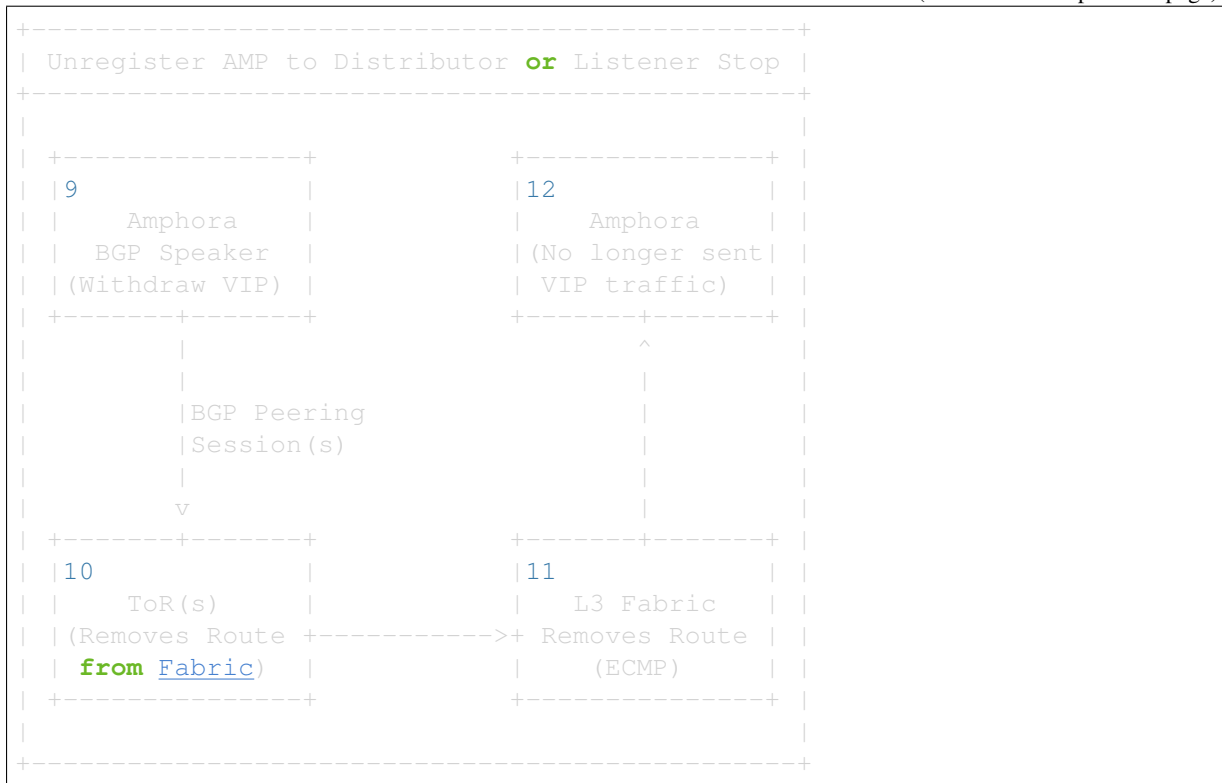 +------------------------------------------------+
| Unregister AMP to Distributor or Listener Stop |
+------------------------------------------------+
|                                                |
| +---------------+            +---------------+ |
| |9              |            |12             | |
| |    Amphora    |            |    Amphora    | |
| |  BGP Speaker  |            |(No longer sent| |
| |(Withdraw VIP) |            | VIP traffic)  | |
| +-------+-------+            +-------+-------+ |
|         |                            ^         |
|         |                            |         |
|         |BGP Peering                 |         |
|         |Session(s)                  |         |
|         |                            |         |
|         v                            |         |
| +-------+-------+            +-------+-------+ |
| |10             |            |11             | |
| |    ToR(s)     |            |   L3 Fabric   | |
| |(Removes Route +----------->+ Removes Route | |
| | from Fabric)  |            |    (ECMP)     | |
| +---------------+            +---------------+ |
|                                                |
+------------------------------------------------+